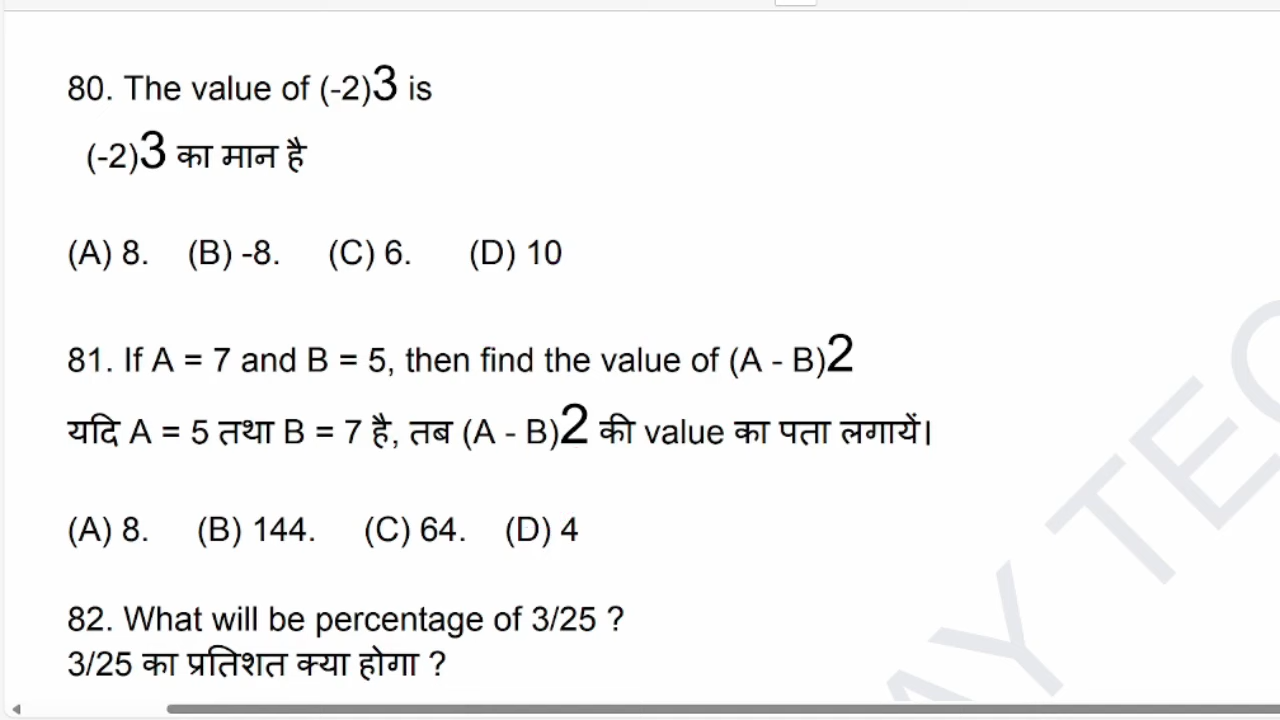 80. The value of (-2)3 is
(-2)3 का मान है
(A) 8. (B) -8. (C) 6. (D) 10
81. If A = 7 and B = 5, then find the value of (A - B)2
यदि A = 5 तथा B = 7 है, तब (A - B)2 की value का पता लगायें।
(A) 8. (B) 144. (C) 64. (D) 4
82. What will be percentage of 3/25 ?
3/25 का प्रतिशत क्या होगा ?